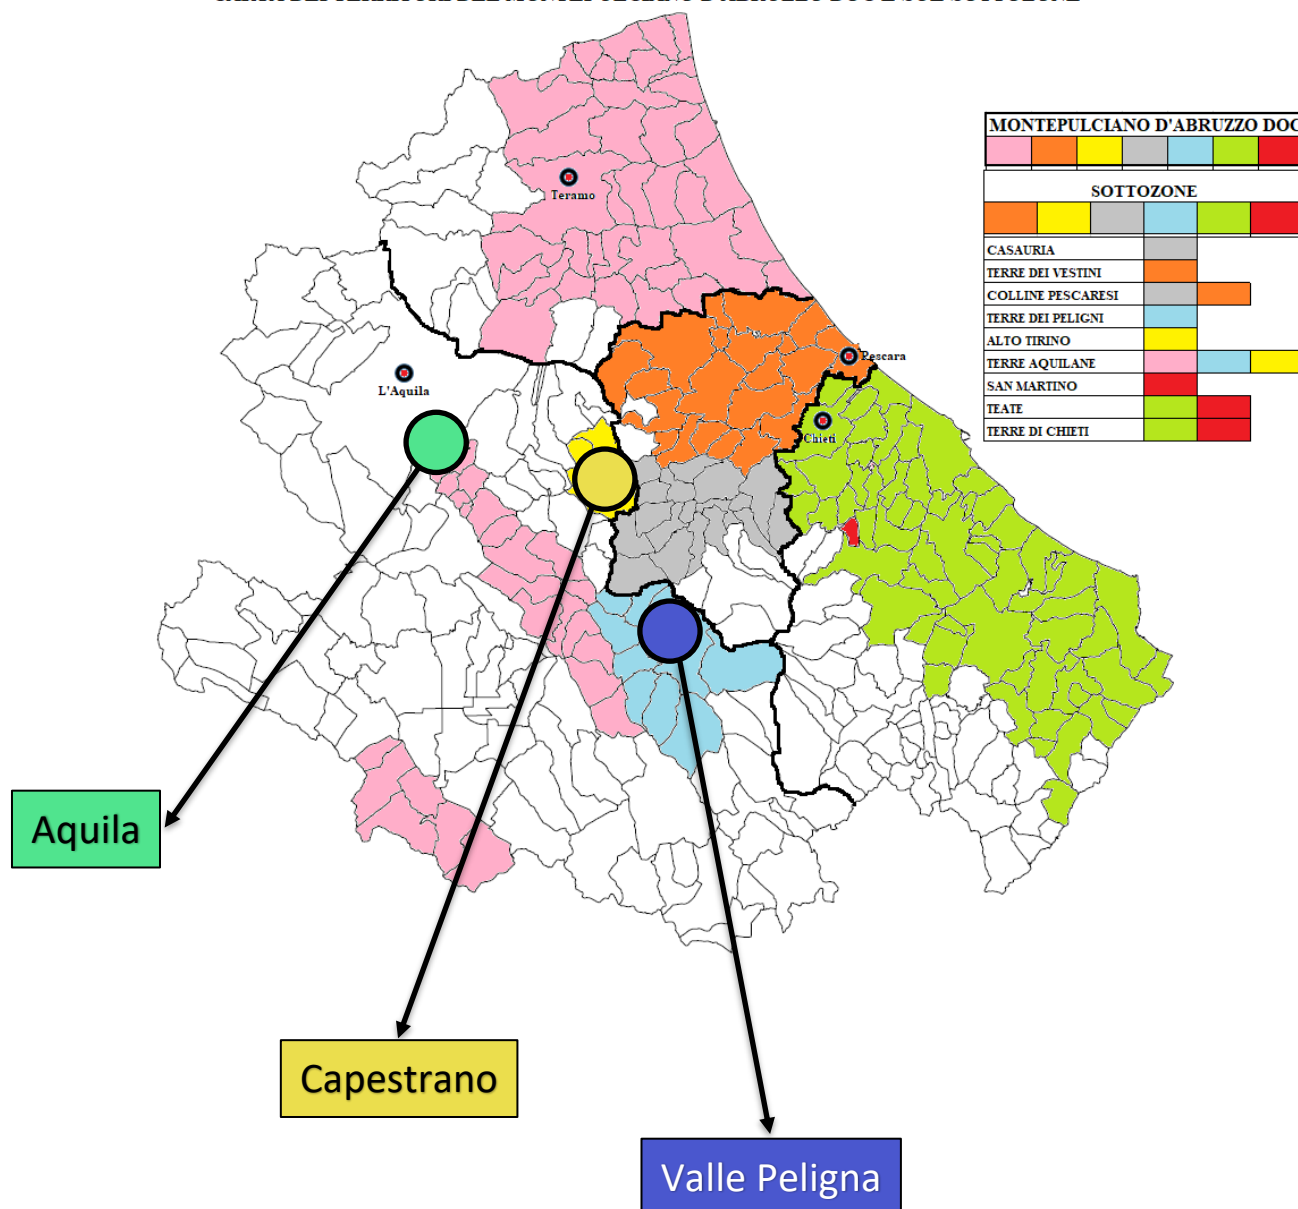 MONTEPULCIANO D'ABRUZZO DOC
SOTTOZONE
CASAURIA
TERRE DEI VESTINI
COLLINE PESCARESI
TERRE DEI PELIGNI
ALTO TIRINO
TERRE AQUILANE
SAN MARTINO
TEATE
TERRE DI CHIETI
Teramo
Pescara
L'Aquila
Chieti
Aquila
Capestrano
Valle Peligna